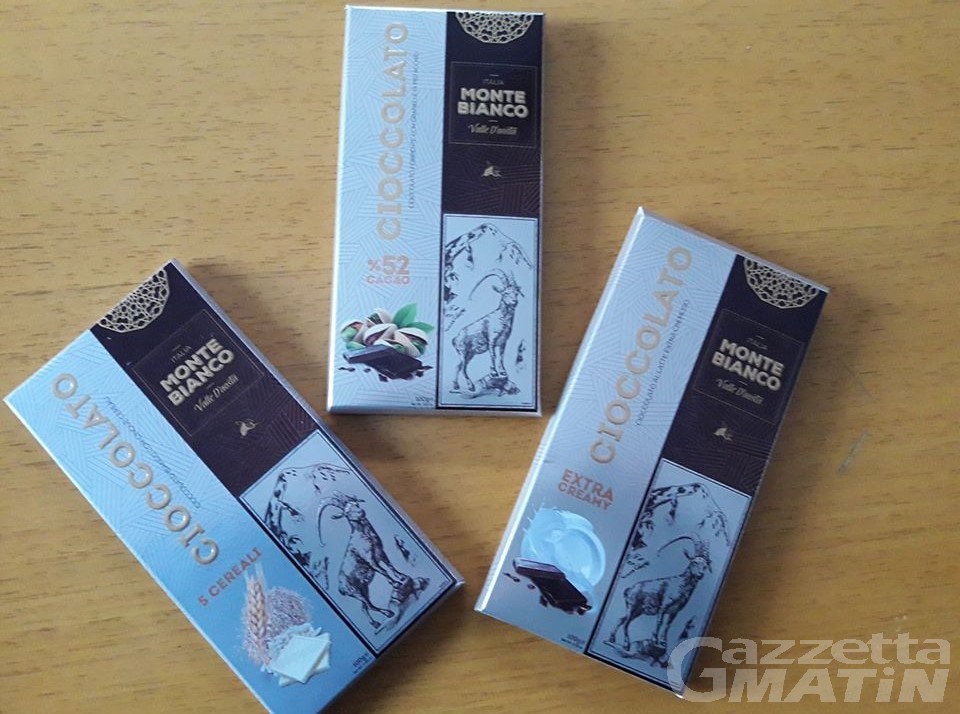 CIOCCOLATO
%52
CACAO
ITALIA
MONTE
BIANCO
Valle D'aosta
100g
ITALIA
MONTE
BIANCO
Valle D'aosta
CIOCCOLATO
5 CEREALI
CIOCCOLATO
EXTRA
CREAMY
ITALIA
MONTE
BIANCO
Valle D'aosta
Gazzetta
MATiN